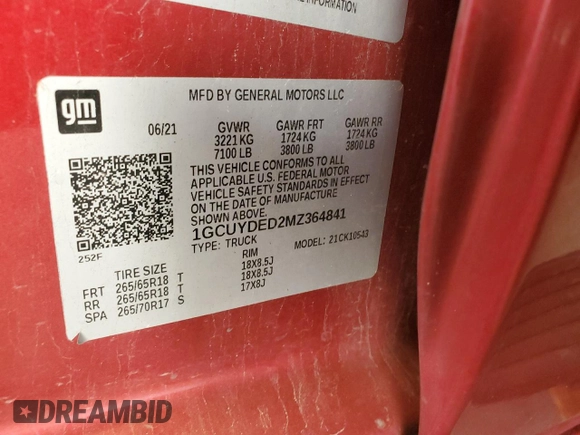 LE INFORMATION
gm
MFD BY GENERAL MOTORS LLC
06/21 GVWR GAWR FRT GAWR RR
3221 KG 1724 KG 1724 KG
7100 LB 3800 LB 3800 LB
THIS VEHICLE CONFORMS TO ALL
APPLICABLE U.S. FEDERAL MOTOR
VEHICLE SAFETY STANDARDS IN EFFECT
ON THE DATE OF MANUFACTURE
SHOWN ABOVE.
1GCUYDED2MZ364841
252F
TYPE: TRUCK MODEL: 21CK10543
TIRE SIZE RIM
FRT 265/65R18 T 18X8.5J
RR 265/65R18 T 18X8.5J
SPA 265/70R17 S 17X8J
DREAMBID